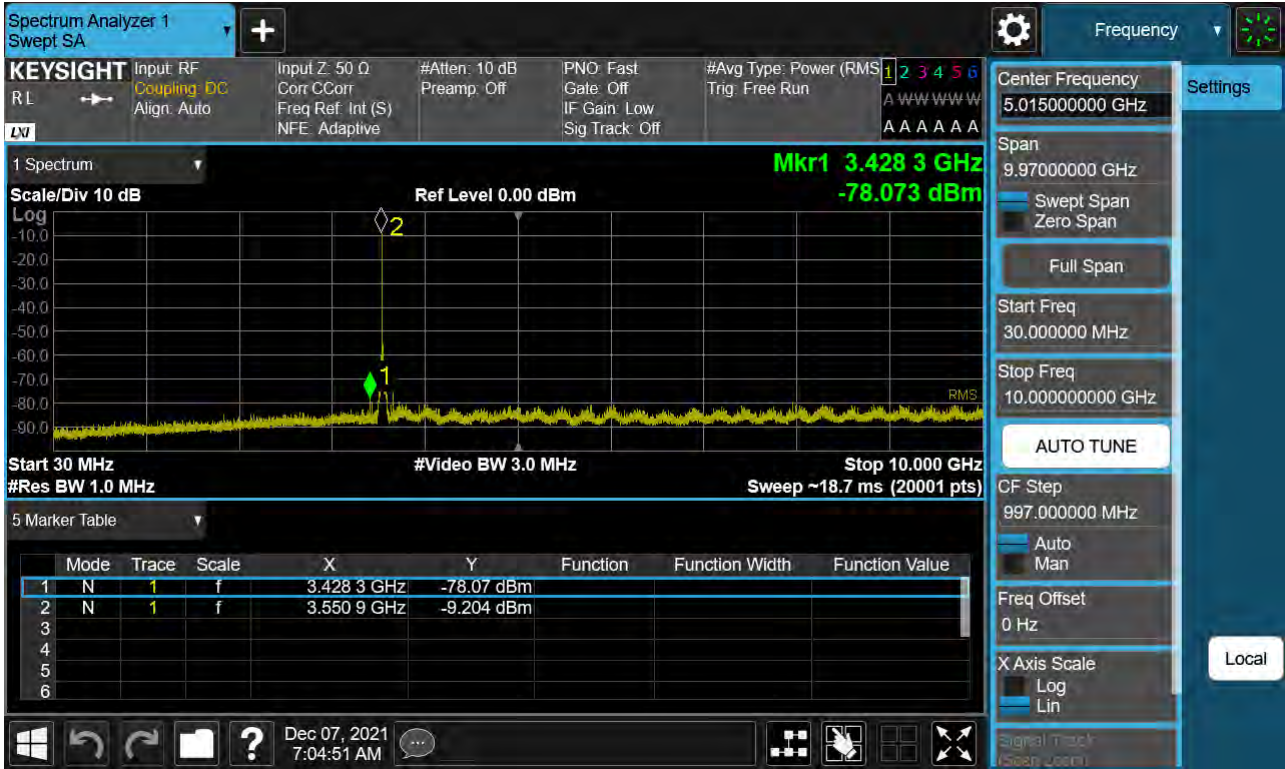 Spectrum Analyzer 1
Swept SA
+
Frequency
KEYSIGHT
RL
LXI
Input: RF
Coupling: DC
Align: Auto
Input Z: 50 Ω
Corr CCorr
Freq Ref: Int (S)
NFE: Adaptive
#Atten: 10 dB
Preamp: Off
PNO: Fast
Gate: Off
IF Gain: Low
Sig Track: Off
#Avg Type: Power (RMS
Trig: Free Run
1 2 3 4 5 6
A W W W W W
A A A A A A
1 Spectrum
Mkr1 3.428 3 GHz
-78.073 dBm
Scale/Div 10 dB
Ref Level 0.00 dBm
Log
-10.0
-20.0
-30.0
-40.0
-50.0
-60.0
-70.0
-80.0
-90.0
2
1
RMS
Start 30 MHz
#Video BW 3.0 MHz
Stop 10.000 GHz
#Res BW 1.0 MHz
Sweep ~18.7 ms (20001 pts)
5 Marker Table
Mode Trace Scale X Y Function Function Width Function Value
1 N 1 f 3.428 3 GHz -78.07 dBm
2 N 1 f 3.550 9 GHz -9.204 dBm
3
4
5
6
Dec 07, 2021
7:04:51 AM
?
Center Frequency
5.015000000 GHz
Settings
Span
9.97000000 GHz
Swept Span
Zero Span
Full Span
Start Freq
30.000000 MHz
Stop Freq
10.000000000 GHz
AUTO TUNE
CF Step
997.000000 MHz
Auto
Man
Freq Offset
0 Hz
X Axis Scale
Log
Lin
Local
Signal Track
(Span Zoom)